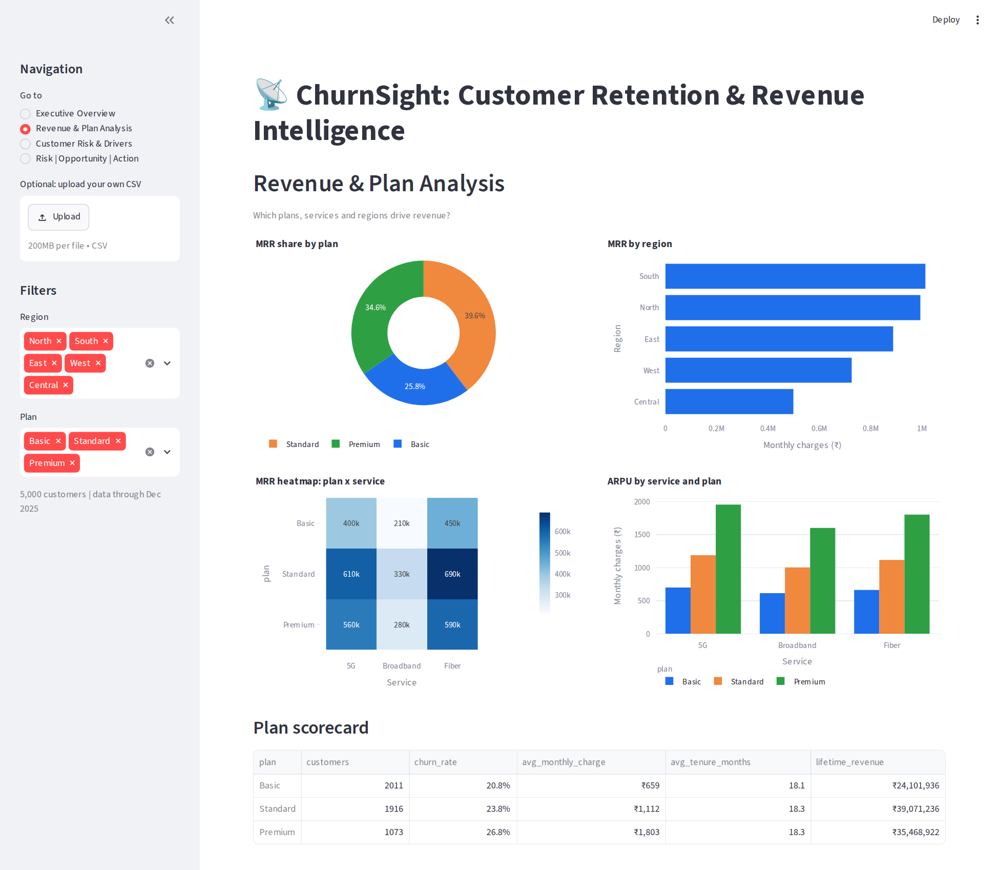 Deploy
Navigation
Go to
Executive Overview
Revenue & Plan Analysis
Customer Risk & Drivers
Risk | Opportunity | Action
Optional: upload your own CSV
Upload
200MB per file • CSV
Filters
Region
North × South ×
East × West ×
Central ×
Plan
Basic × Standard ×
Premium ×
5,000 customers | data through Dec
2025
ChurnSight: Customer Retention & Revenue
Intelligence
Revenue & Plan Analysis
Which plans, services and regions drive revenue?
MRR share by plan
34.6%
39.6%
25.8%
Standard Premium Basic
MRR by region
Region
South
North
East
West
Central
0 0.2M 0.4M 0.6M 0.8M 1M
Monthly charges (₹)
MRR heatmap: plan x service
plan
Basic 400k 210k 450k
Standard 610k 330k 690k
Premium 560k 280k 590k
5G Broadband Fiber
Service
600k
500k
400k
300k
ARPU by service and plan
Monthly charges (₹)
2000
1500
1000
500
0
5G Broadband Fiber
Service
plan
Basic Standard Premium
Plan scorecard
plan customers churn_rate avg_monthly_charge avg_tenure_months lifetime_revenue
Basic 2011 20.8% ₹659 18.1 ₹24,101,936
Standard 1916 23.8% ₹1,112 18.3 ₹39,071,236
Premium 1073 26.8% ₹1,803 18.3 ₹35,468,922